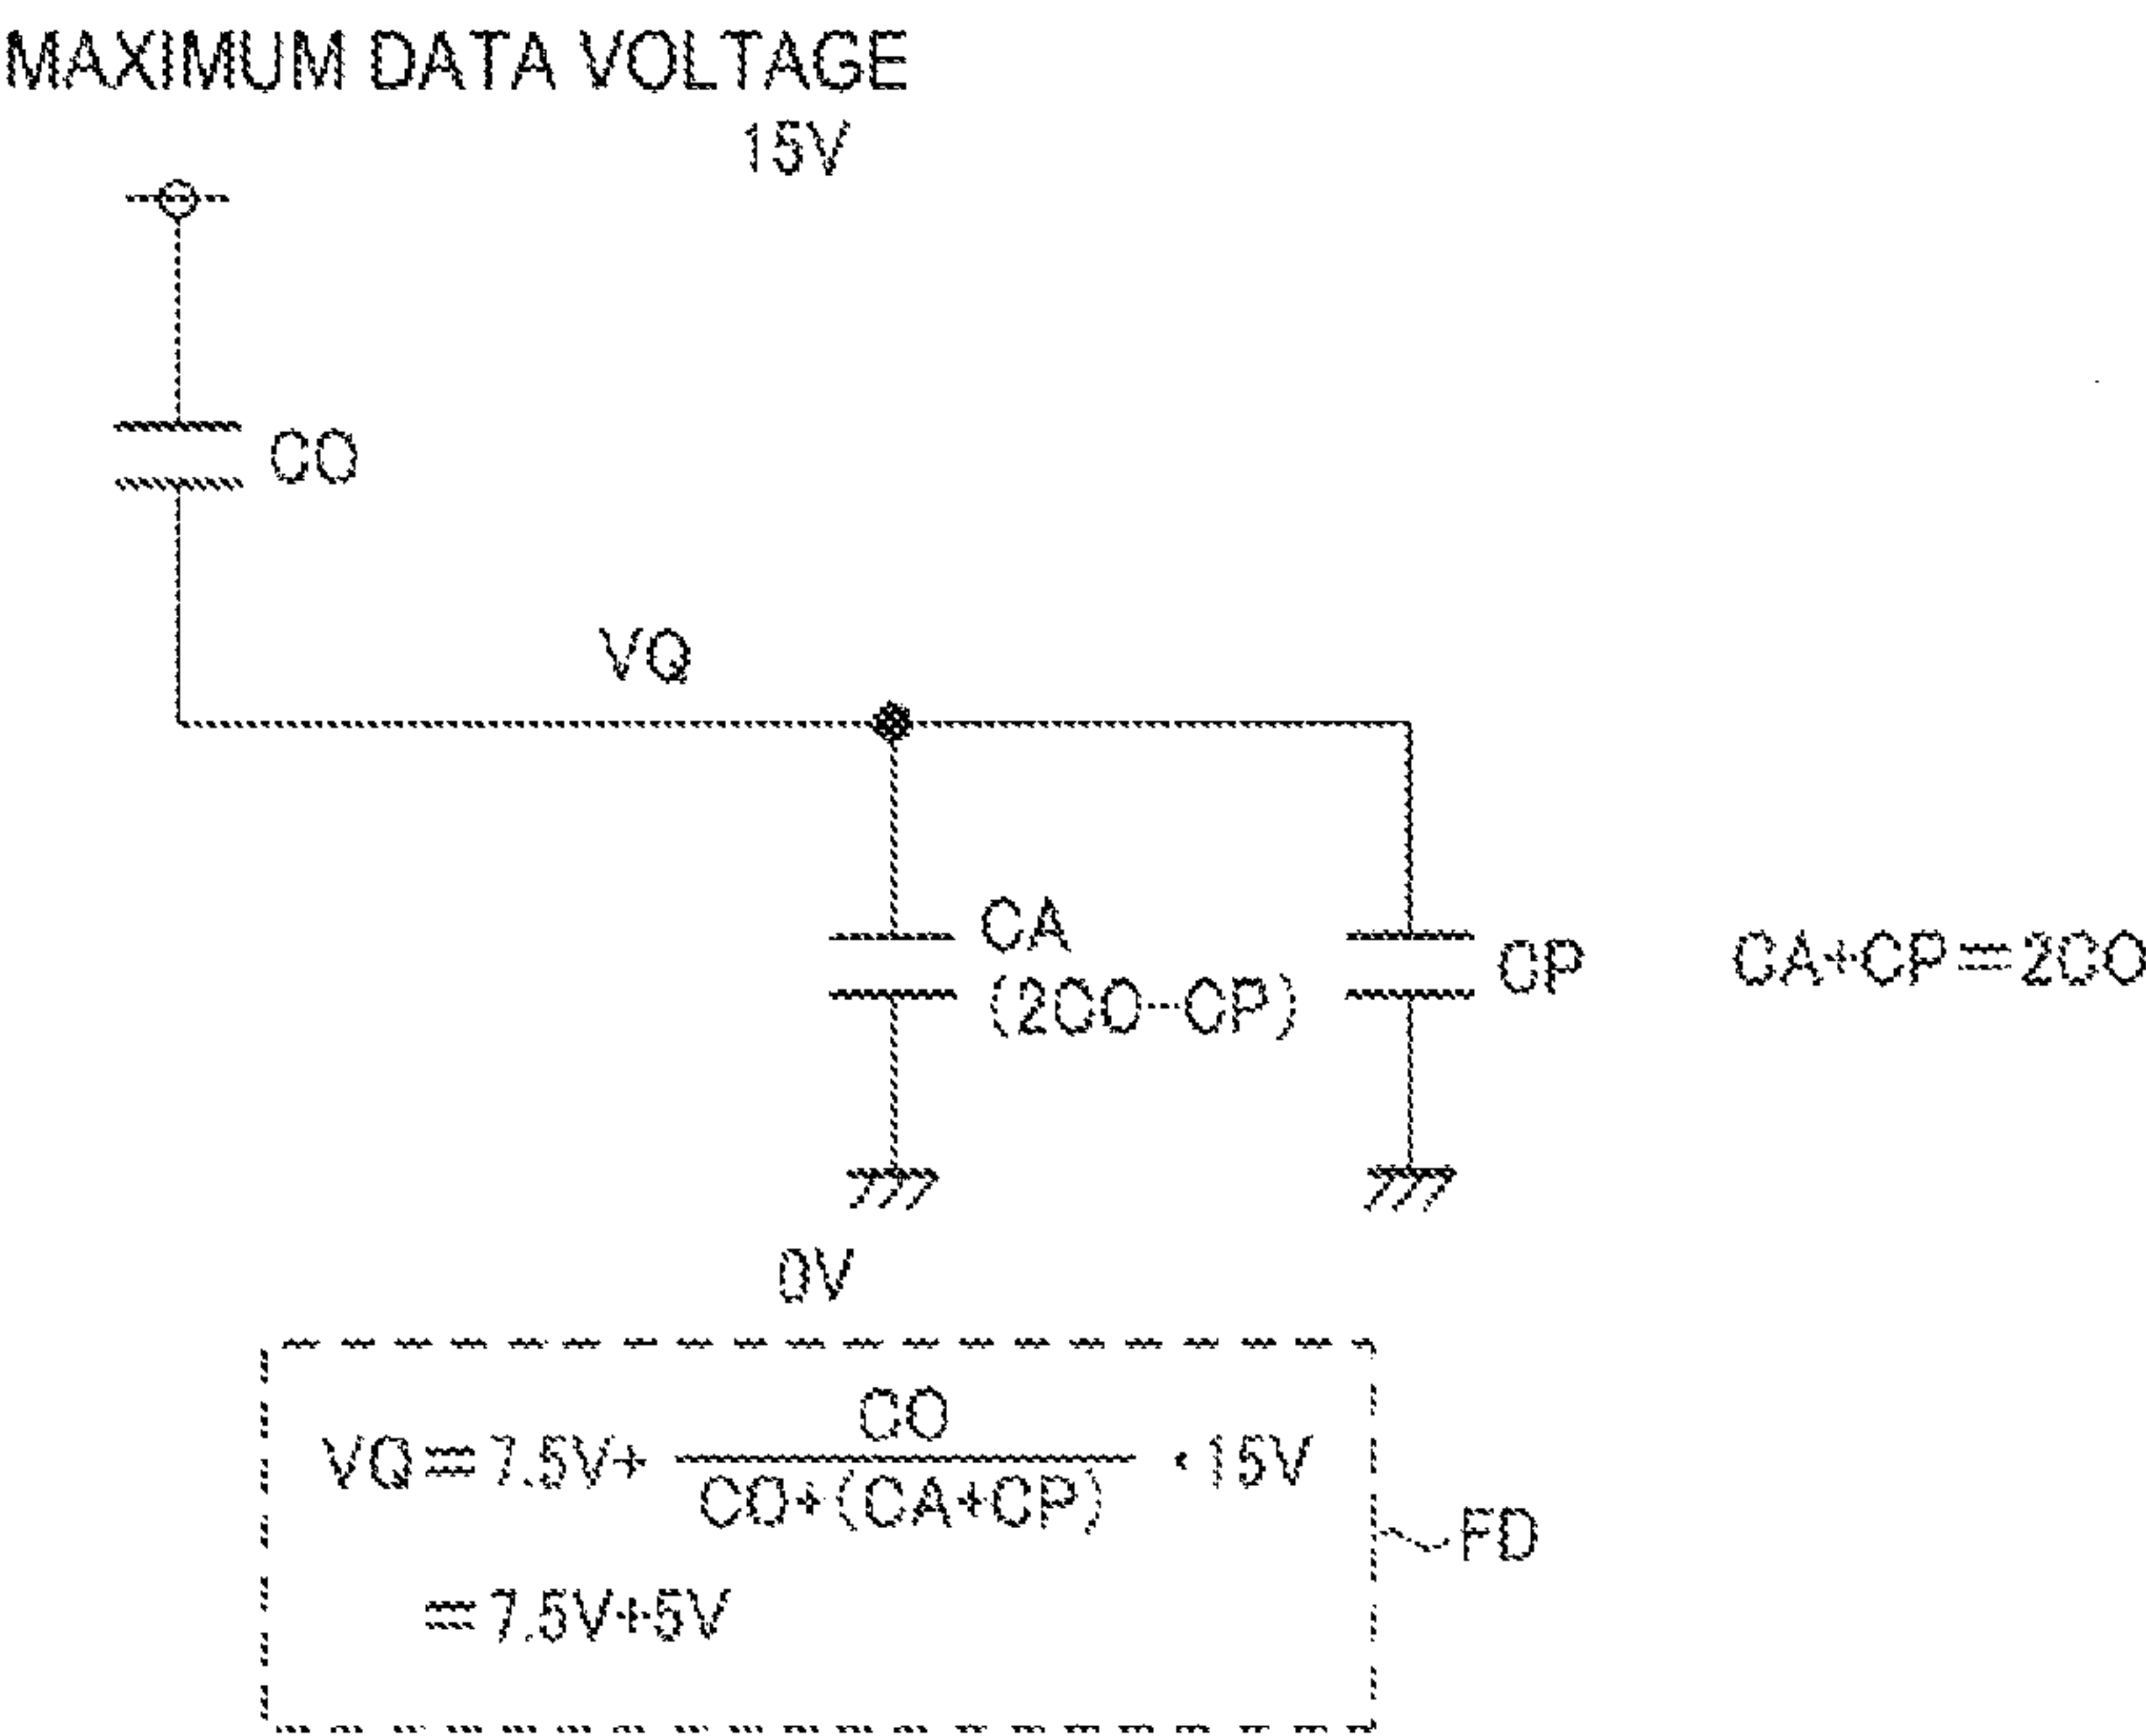 MAXIMUM DATA VOLTAGE
15V
CO
VQ
CA
(2CO-CP)
CP
CA+CP=2CO
0V
VQ=7.5V+ CO / CO+(CA+CP) ·15V
=7.5V+5V
FD